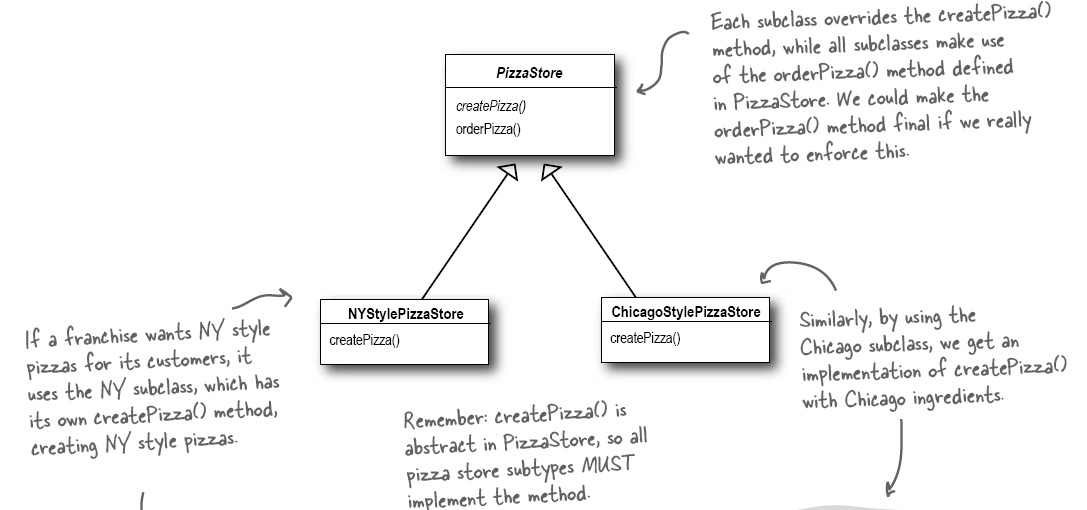 Each subclass overrides the createPizza()
method, while all subclasses make use
of the orderPizza() method defined
in PizzaStore. We could make the
orderPizza() method final if we really
wanted to enforce this.
PizzaStore
createPizza()
orderPizza()
NYStylePizzaStore
createPizza()
ChicagoStylePizzaStore
createPizza()
If a franchise wants NY style
pizzas for its customers, it
uses the NY subclass, which has
its own createPizza() method,
creating NY style pizzas.
Similarly, by using the
Chicago subclass, we get an
implementation of createPizza()
with Chicago ingredients.
Remember: createPizza() is
abstract in PizzaStore, so all
pizza store subtypes MUST
implement the method.